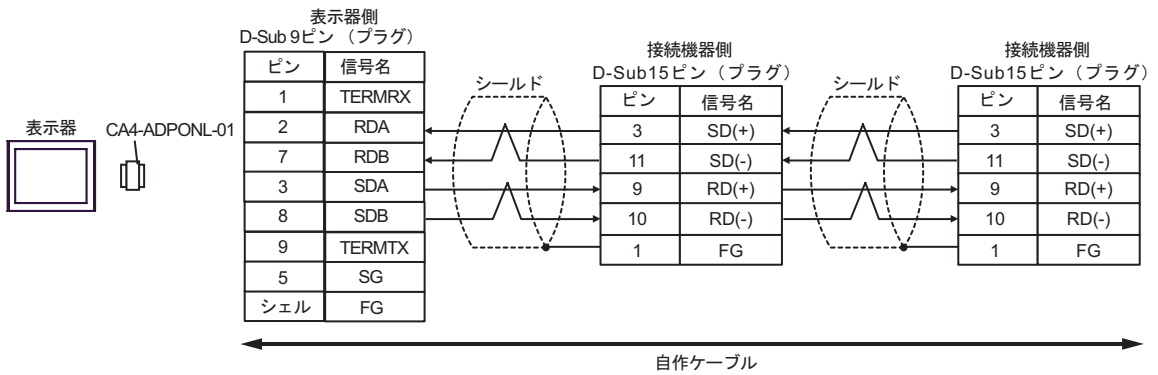 表示器
CA4-ADPONL-01
表示器側
D-Sub 9ピン (プラグ)
ピン 信号名
1 TERMRX
2 RDA
7 RDB
3 SDA
8 SDB
9 TERMTX
5 SG
シェル FG
シールド
接続機器側
D-Sub15ピン (プラグ)
ピン 信号名
3 SD(+)
11 SD(-)
9 RD(+)
10 RD(-)
1 FG
シールド
接続機器側
D-Sub15ピン (プラグ)
ピン 信号名
3 SD(+)
11 SD(-)
9 RD(+)
10 RD(-)
1 FG
自作ケーブル